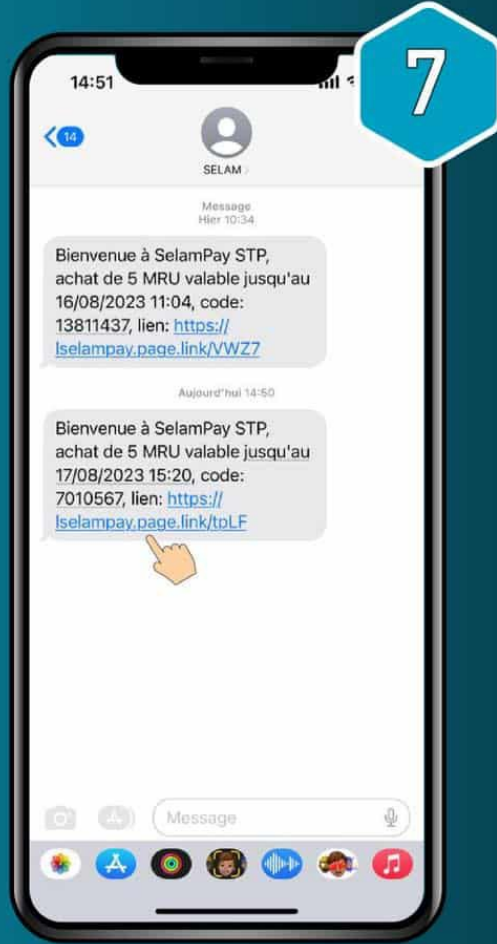 7
14:51
14
SELAM
Message
Hier 10:34
Bienvenue à SelamPay STP,
achat de 5 MRU valable jusqu'au
16/08/2023 11:04, code:
13811437, lien: https://
lselampay.page.link/VWZ7
Aujourd'hui 14:50
Bienvenue à SelamPay STP,
achat de 5 MRU valable jusqu'au
17/08/2023 15:20, code:
7010567, lien: https://
lselampay.page.link/tpLF
Message